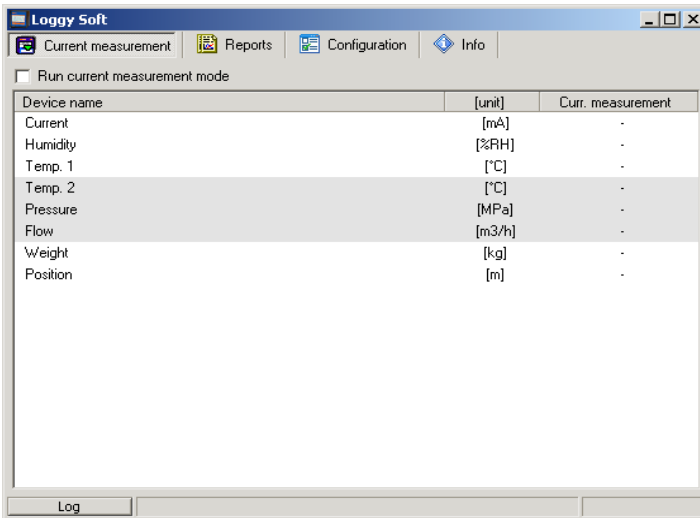 Loggy Soft
Current measurement Reports Configuration Info
Run current measurement mode
Device name [unit] Curr. measurement
Current [mA] -
Humidity [%RH] -
Temp. 1 [°C] -
Temp. 2 [°C] -
Pressure [MPa] -
Flow [m3/h] -
Weight [kg] -
Position [m] -
Log